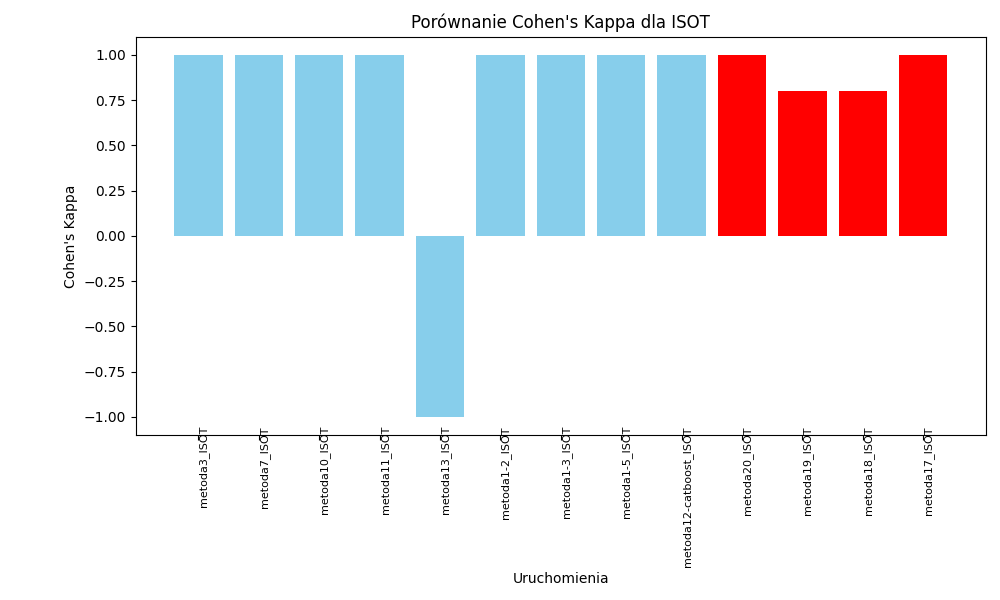 Porównanie Cohen's Kappa dla ISOT
Cohen's Kappa
1.00
0.75
0.50
0.25
0.00
−0.25
−0.50
−0.75
−1.00
metoda3_ISOT
metoda7_ISOT
metoda10_ISOT
metoda11_ISOT
metoda13_ISOT
metoda1-2_ISOT
metoda1-3_ISOT
metoda1-5_ISOT
metoda12-catboost_ISOT
metoda20_ISOT
metoda19_ISOT
metoda18_ISOT
metoda17_ISOT
Uruchomienia